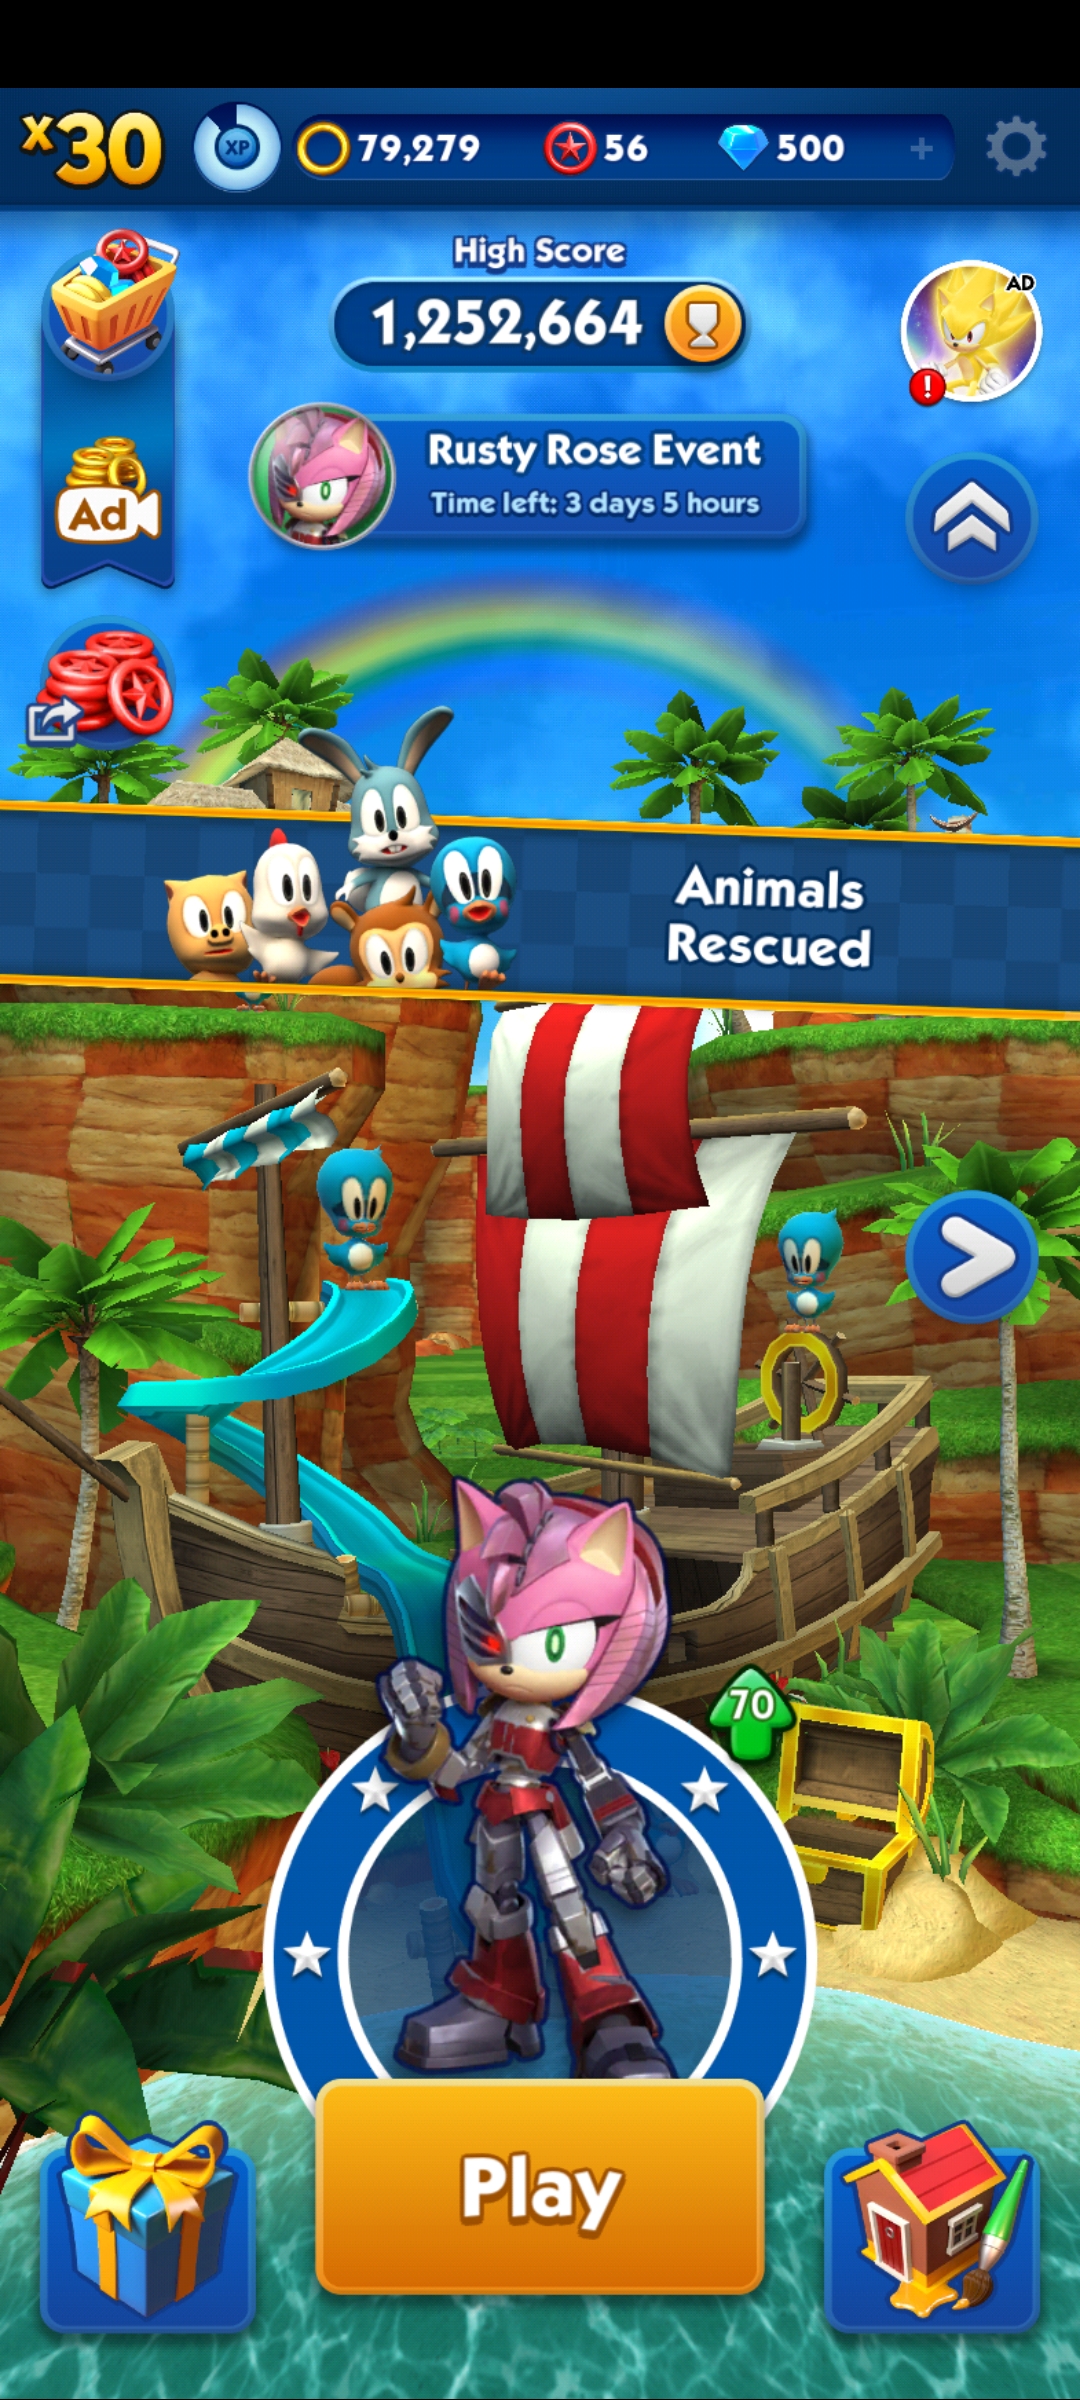 x30
XP
79,279
56
500
+
High Score
1,252,664
AD
!
Rusty Rose Event
Time left: 3 days 5 hours
Ad
Animals
Rescued
70
Play